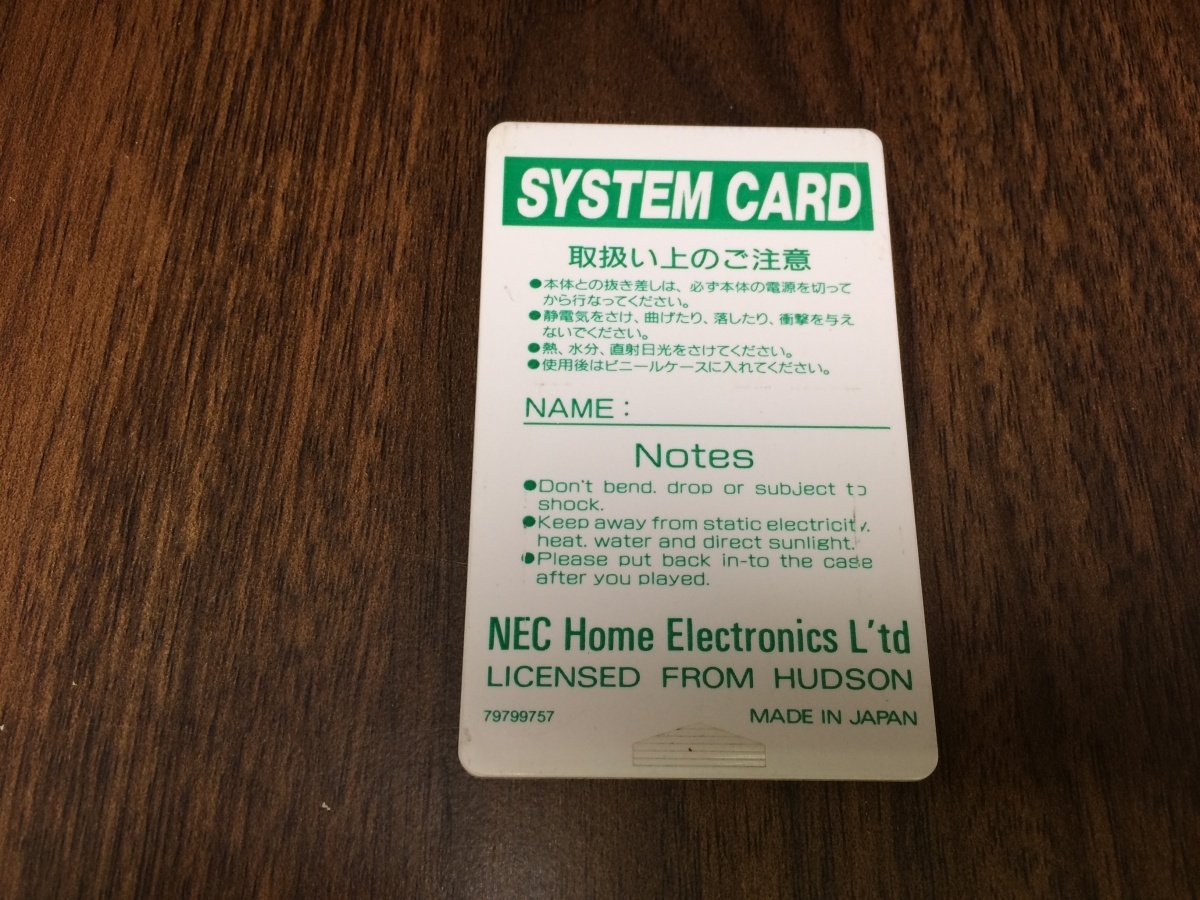 SYSTEM CARD
取扱い上のご注意
●本体との抜き差しは、必ず本体の電源を切って
から行なってください。
●静電気をさけ、曲げたり、落したり、衝撃を与え
ないでください。
●熱、水分、直射日光をさけてください。
●使用後はビニールケースに入れてください。
NAME :
Notes
●Don't bend. drop or subject to
shock.
●Keep away from static electricity.
heat. water and direct sunlight.
●Please put back in-to the case
after you played.
NEC Home Electronics L'td
LICENSED FROM HUDSON
79799757 MADE IN JAPAN